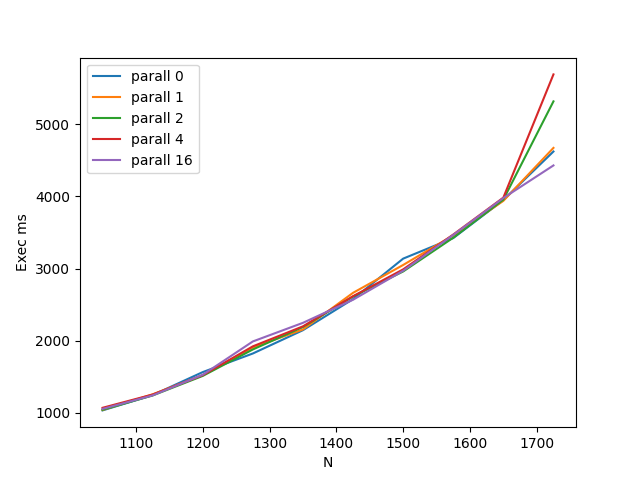 parall 0
parall 1
parall 2
parall 4
parall 16
5000
4000
3000
2000
1000
Exec ms
1100 1200 1300 1400 1500 1600 1700
N